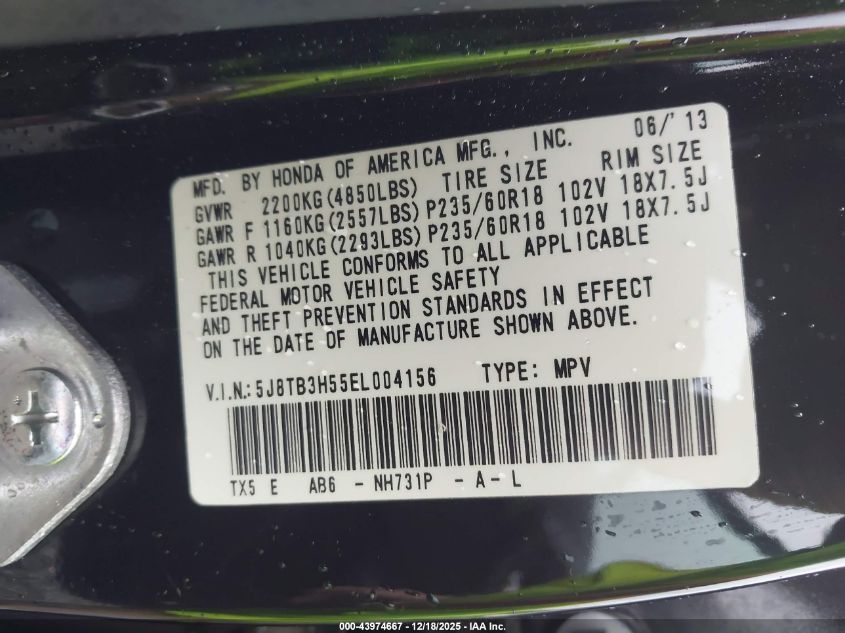 MFD. BY HONDA OF AMERICA MFG., INC. 06/'13
GVWR 2200KG(4850LBS) TIRE SIZE RIM SIZE
GAWR F 1160KG(2557LBS) P235/60R18 102V 18X7.5J
GAWR R 1040KG(2293LBS) P235/60R18 102V 18X7.5J
THIS VEHICLE CONFORMS TO ALL APPLICABLE
FEDERAL MOTOR VEHICLE SAFETY
AND THEFT PREVENTION STANDARDS IN EFFECT
ON THE DATE OF MANUFACTURE SHOWN ABOVE.
V.I.N.: 5J8TB3H55EL004156 TYPE: MPV
TX5 E AB6 - NH731P - A - L
000-43974667 • 12/18/2025 - IAA Inc.